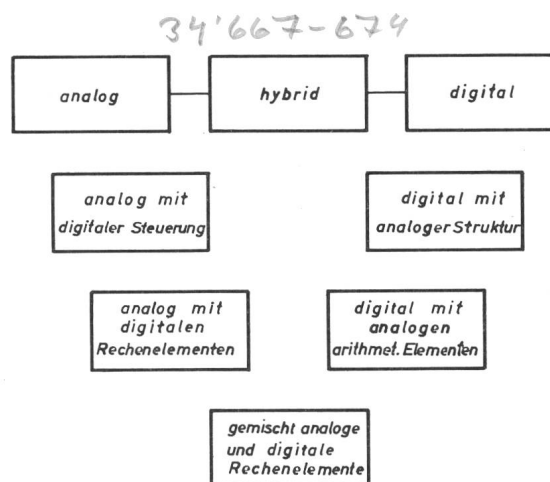 34'667-674
analog
hybrid
digital
analog mit
digitaler Steuerung
digital mit
analoger Struktur
analog mit
digitalen
Rechenelementen
digital mit
analogen
arithmet. Elementen
gemischt analoge
und digitale
Rechenelemente